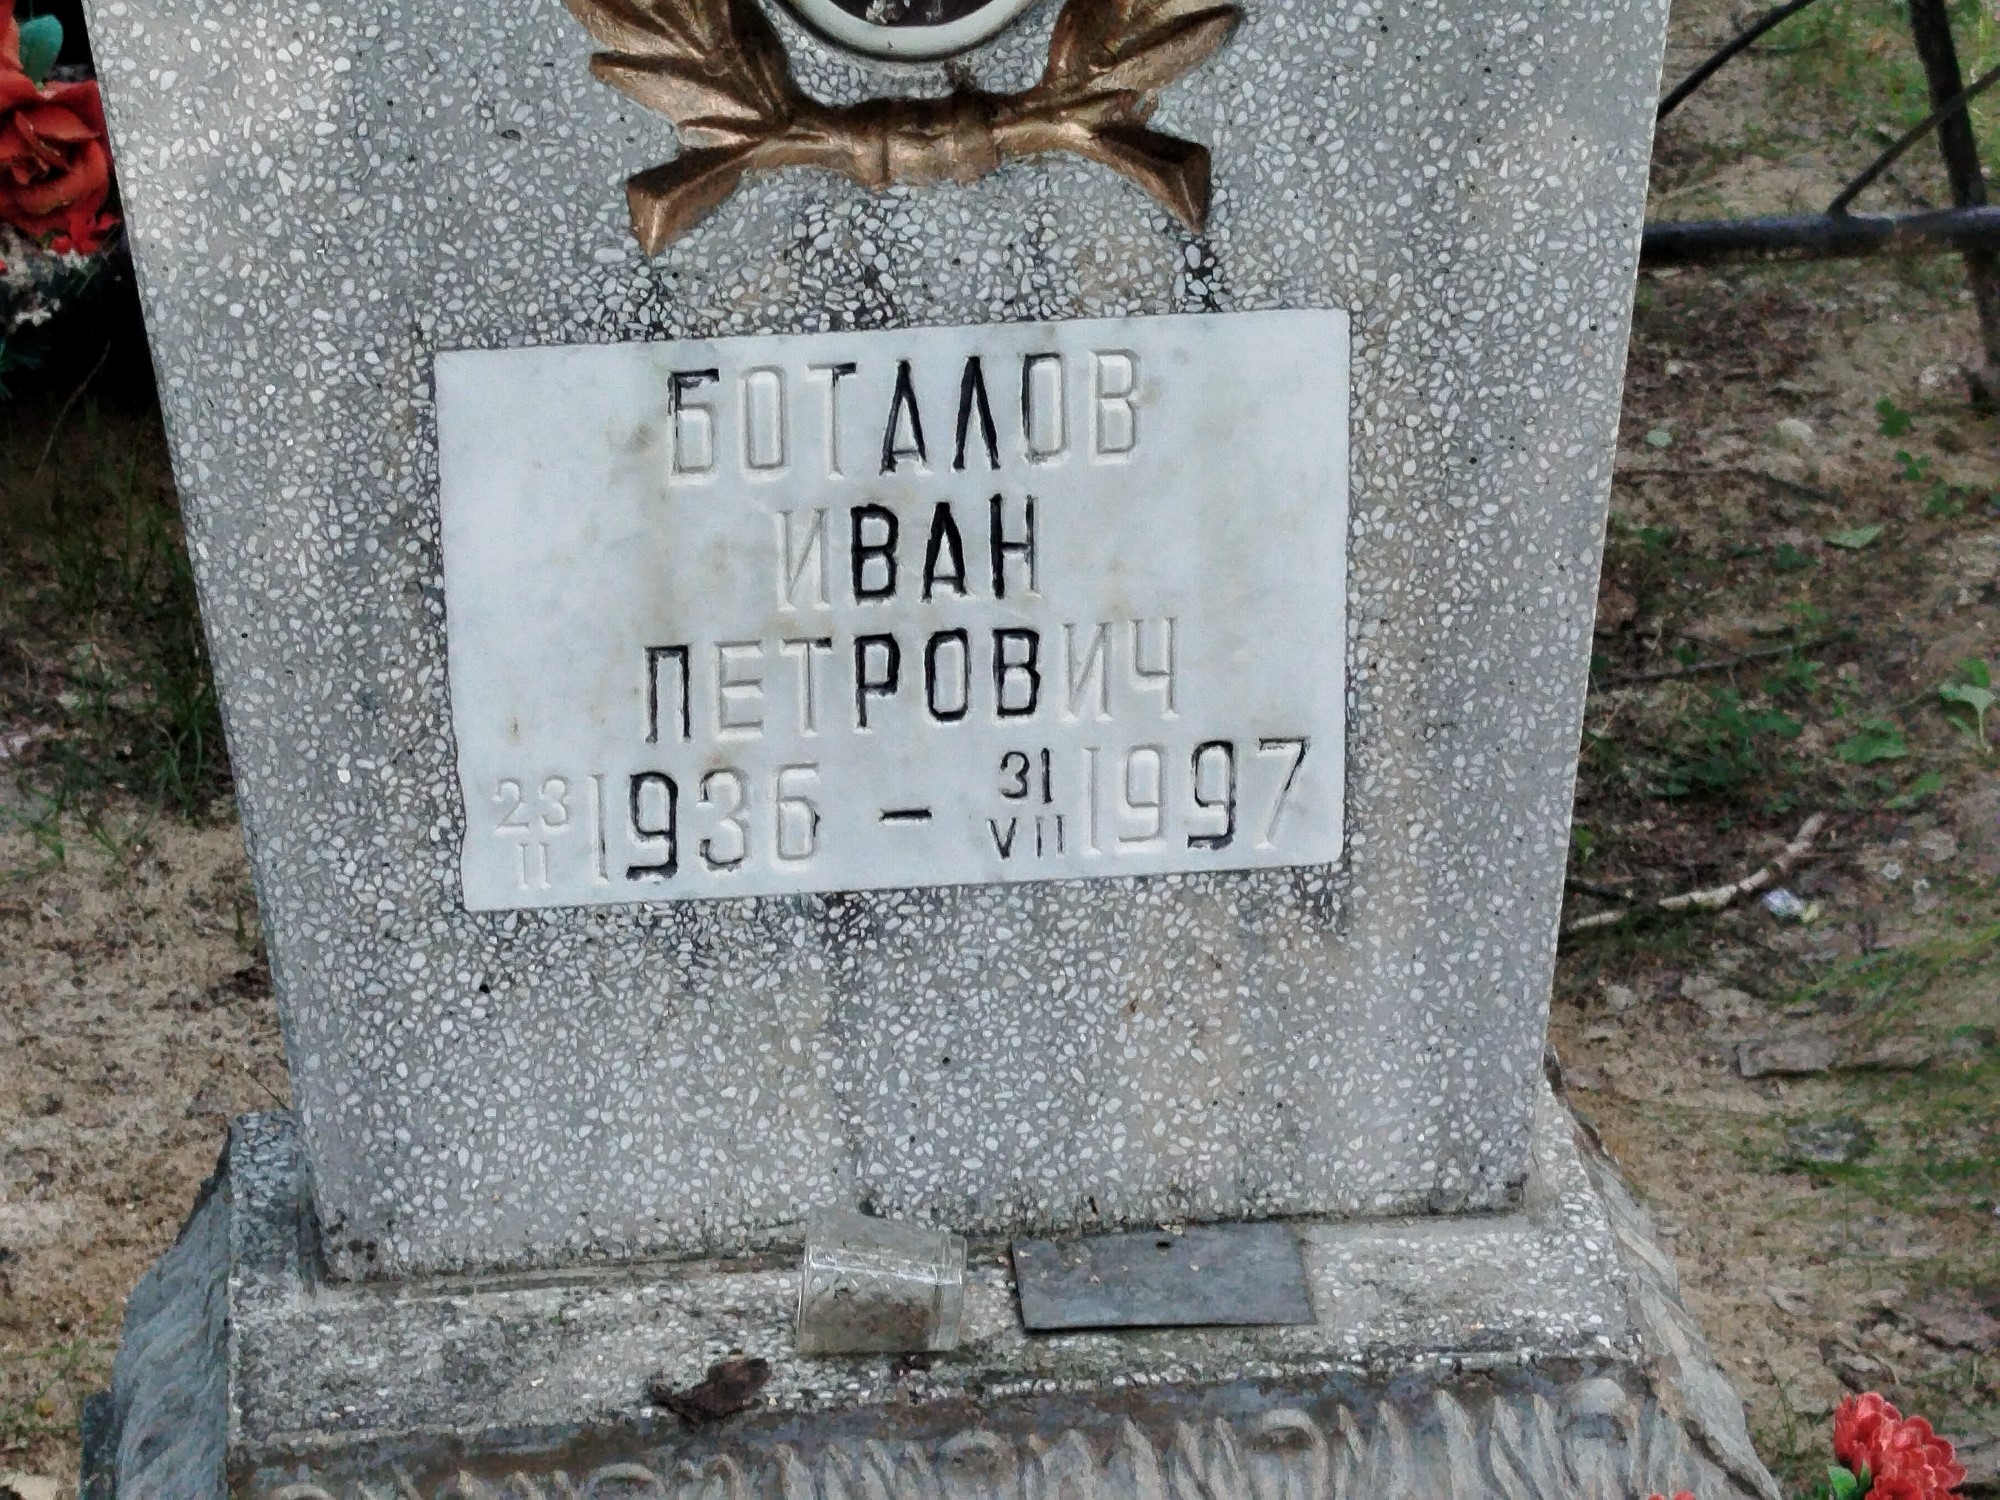 БОТАЛОВ
ИВАН
ПЕТРОВИЧ
23 II 1936 – 31 VII 1997